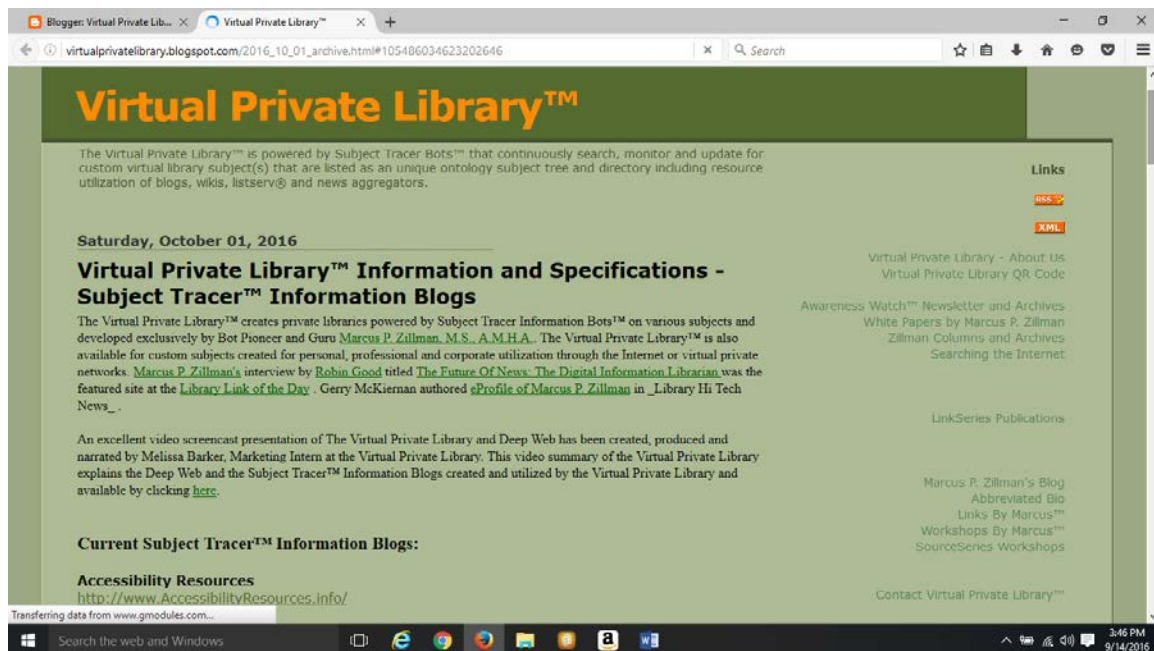 Blogger: Virtual Private Lib...
Virtual Private Library™
virtualprivatelibrary.blogspot.com/2016_10_01_archive.html#105486034623202646
Search
Virtual Private Library™
The Virtual Private Library™ is powered by Subject Tracer Bots™ that continuously search, monitor and update for
custom virtual library subject(s) that are listed as an unique ontology subject tree and directory including resource
utilization of blogs, wikis, listserv® and news aggregators.
Saturday, October 01, 2016
Virtual Private Library™ Information and Specifications -
Subject Tracer™ Information Blogs
The Virtual Private Library™ creates private libraries powered by Subject Tracer Information Bots™ on various subjects and
developed exclusively by Bot Pioneer and Guru Marcus P. Zillman, M.S., A.M.H.A.. The Virtual Private Library™ is also
available for custom subjects created for personal, professional and corporate utilization through the Internet or virtual private
networks. Marcus P. Zillman's interview by Robin Good titled The Future Of News: The Digital Information Librarian was the
featured site at the Library Link of the Day . Gerry McKiernan authored eProfile of Marcus P. Zillman in _Library Hi Tech
News_ .
An excellent video screencast presentation of The Virtual Private Library and Deep Web has been created, produced and
narrated by Melissa Barker, Marketing Intern at the Virtual Private Library. This video summary of the Virtual Private Library
explains the Deep Web and the Subject Tracer™ Information Blogs created and utilized by the Virtual Private Library and
available by clicking here.
Current Subject Tracer™ Information Blogs:
Accessibility Resources
http://www.AccessibilityResources.info/
Links
RSS
XML
Virtual Private Library - About Us
Virtual Private Library QR Code
Awareness Watch™ Newsletter and Archives
White Papers by Marcus P. Zillman
Zillman Columns and Archives
Searching the Internet
LinkSeries Publications
Marcus P. Zillman's Blog
Abbreviated Bio
Links By Marcus™
Workshops By Marcus™
SourceSeries Workshops
Contact Virtual Private Library™
Transferring data from www.gmodules.com...
Search the web and Windows
3:46 PM
9/14/2016